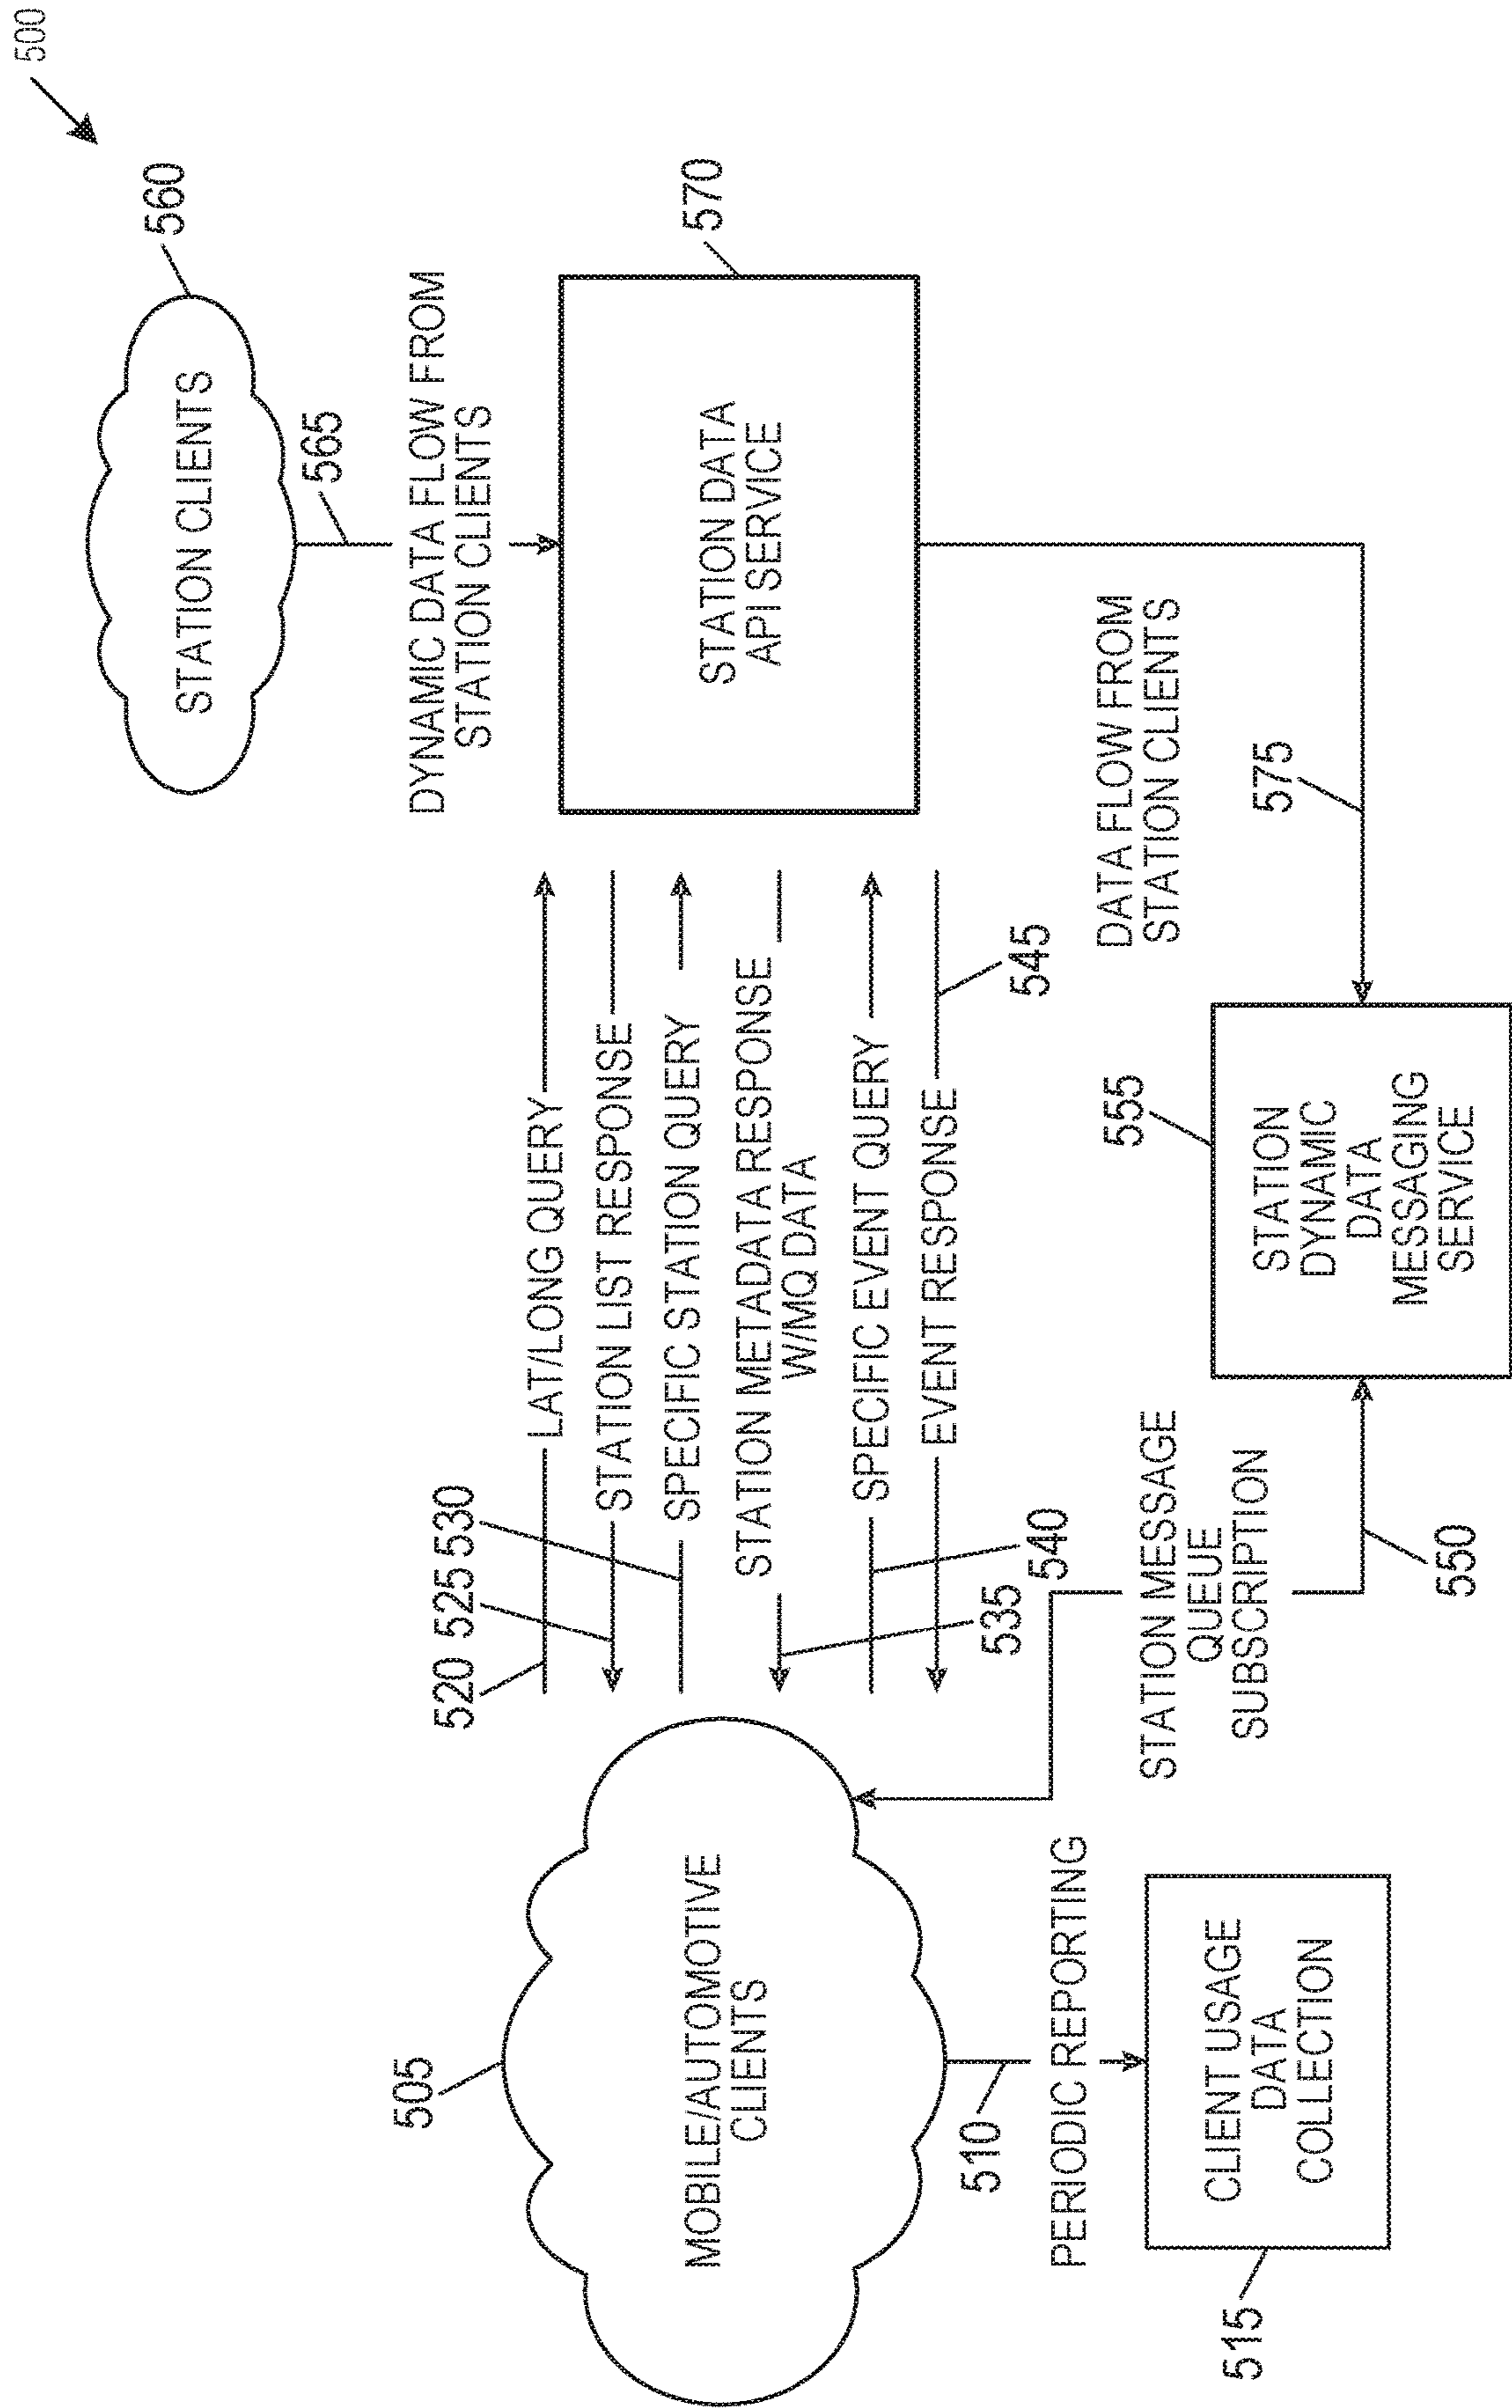 500
505
MOBILE/AUTOMOTIVE
CLIENTS
520
525
530
LAT/LONG QUERY
STATION LIST RESPONSE
SPECIFIC STATION QUERY
STATION METADATA RESPONSE
W/MQ DATA
SPECIFIC EVENT QUERY
EVENT RESPONSE
535
540
545
STATION CLIENTS
560
565
DYNAMIC DATA FLOW FROM
STATION CLIENTS
STATION DATA
API SERVICE
570
510
PERIODIC REPORTING
CLIENT USAGE
DATA
COLLECTION
515
STATION MESSAGE
QUEUE
SUBSCRIPTION
550
555
STATION
DYNAMIC
DATA
MESSAGING
SERVICE
DATA FLOW FROM
STATION CLIENTS
575